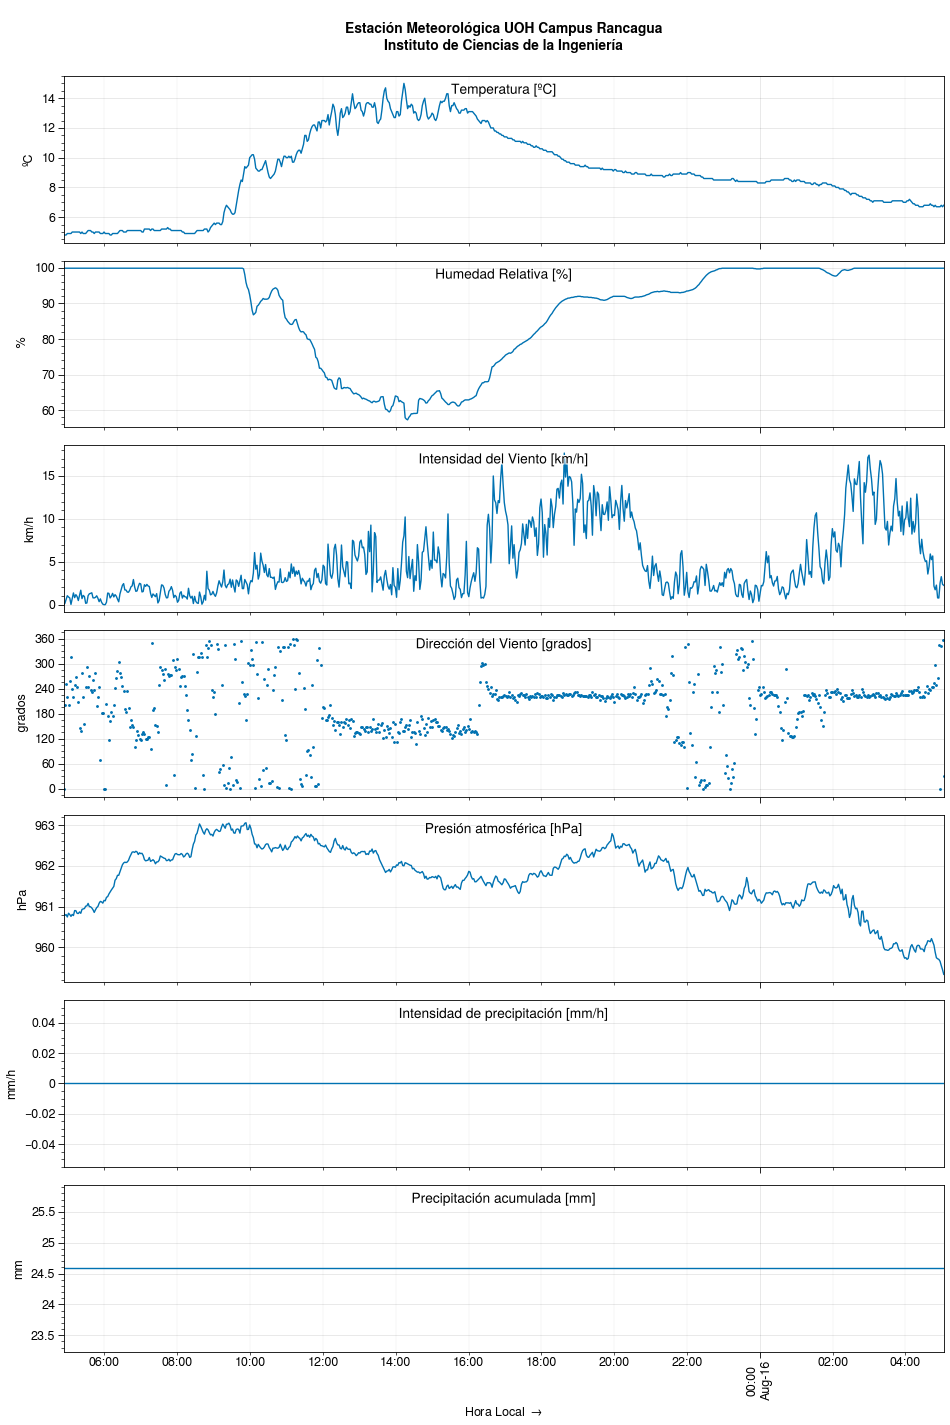 Estación Meteorológica UOH Campus Rancagua
Instituto de Ciencias de la Ingeniería
Temperatura [ºC]
ºC
14
12
10
8
6
Humedad Relativa [%]
%
100
90
80
70
60
Intensidad del Viento [km/h]
km/h
15
10
5
0
Dirección del Viento [grados]
grados
360
300
240
180
120
60
0
Presión atmosférica [hPa]
hPa
963
962
961
960
Intensidad de precipitación [mm/h]
mm/h
0.04
0.02
0
−0.02
−0.04
Precipitación acumulada [mm]
mm
25.5
25
24.5
24
23.5
06:00 08:00 10:00 12:00 14:00 16:00 18:00 20:00 22:00 00:00 02:00 04:00
Aug-16
Hora Local →